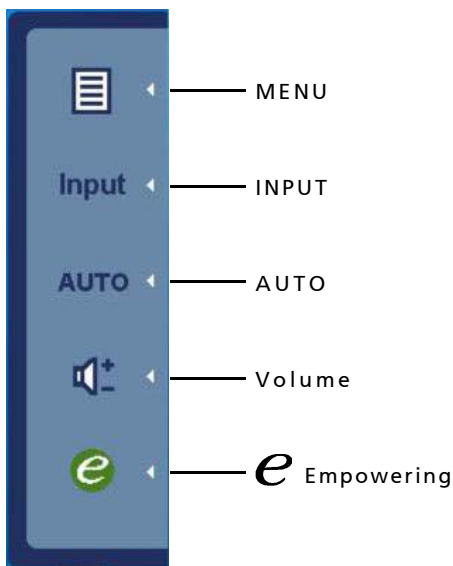 MENU
Input INPUT
AUTO AUTO
Volume
e e Empowering